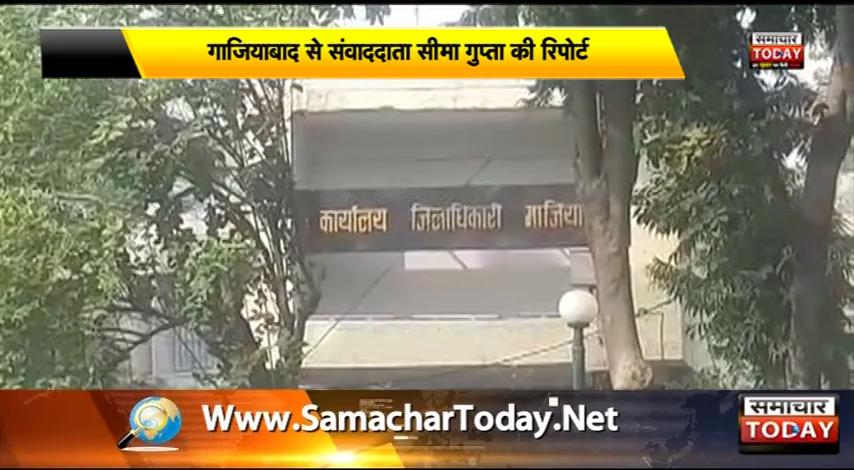 गाजियाबाद से संवाददाता सीमा गुप्ता की रिपोर्ट
समाचार
TODAY
कार्यालय जिलाधिकारी गाजिया
Www.SamacharToday.Net
समाचार
TODAY